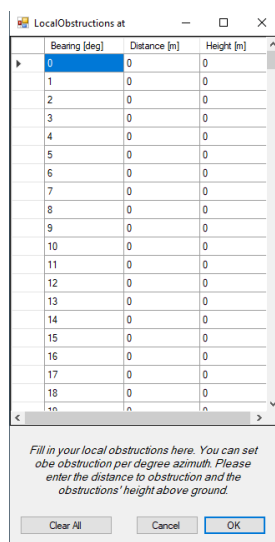 LocalObstructions at
Bearing [deg] Distance [m] Height [m]
0 0 0
1 0 0
2 0 0
3 0 0
4 0 0
5 0 0
6 0 0
7 0 0
8 0 0
9 0 0
10 0 0
11 0 0
12 0 0
13 0 0
14 0 0
15 0 0
16 0 0
17 0 0
18 0 0
19 0 0
Fill in your local obstructions here. You can set
obe obstruction per degree azimuth. Please
enter the distance to obstruction and the
obstructions' height above ground.
Clear All Cancel OK